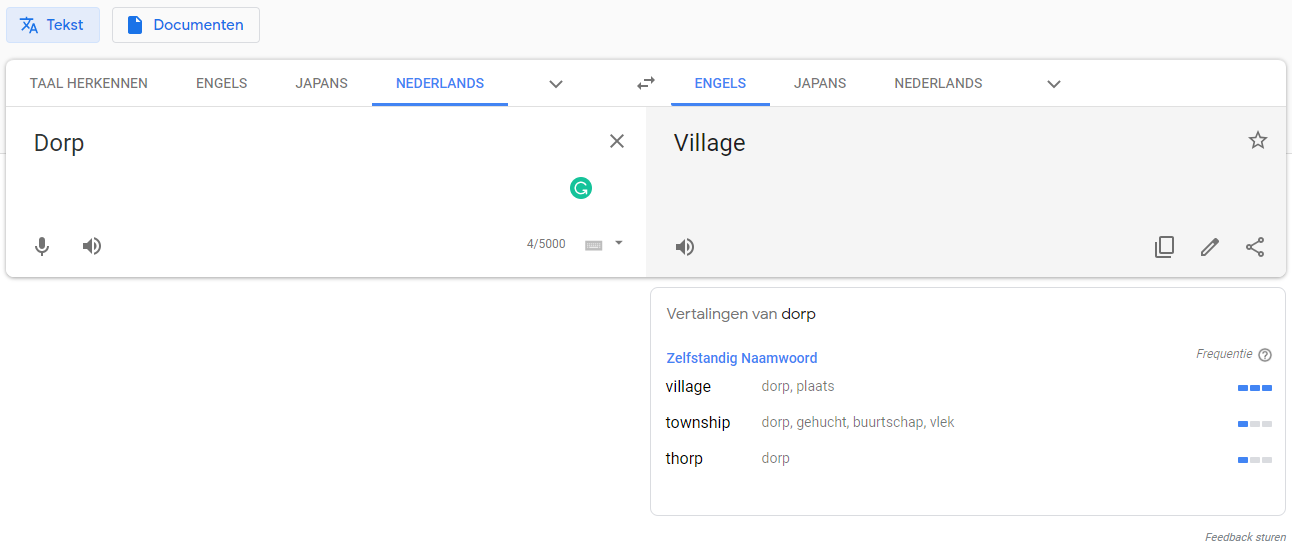 Tekst Documenten
TAAL HERKENNEN ENGELS JAPANS NEDERLANDS ENGELS JAPANS NEDERLANDS
Dorp Village
4/5000
Vertalingen van dorp
Zelfstandig Naamwoord Frequentie
village dorp, plaats
township dorp, gehucht, buurtschap, vlek
thorp dorp
Feedback sturen